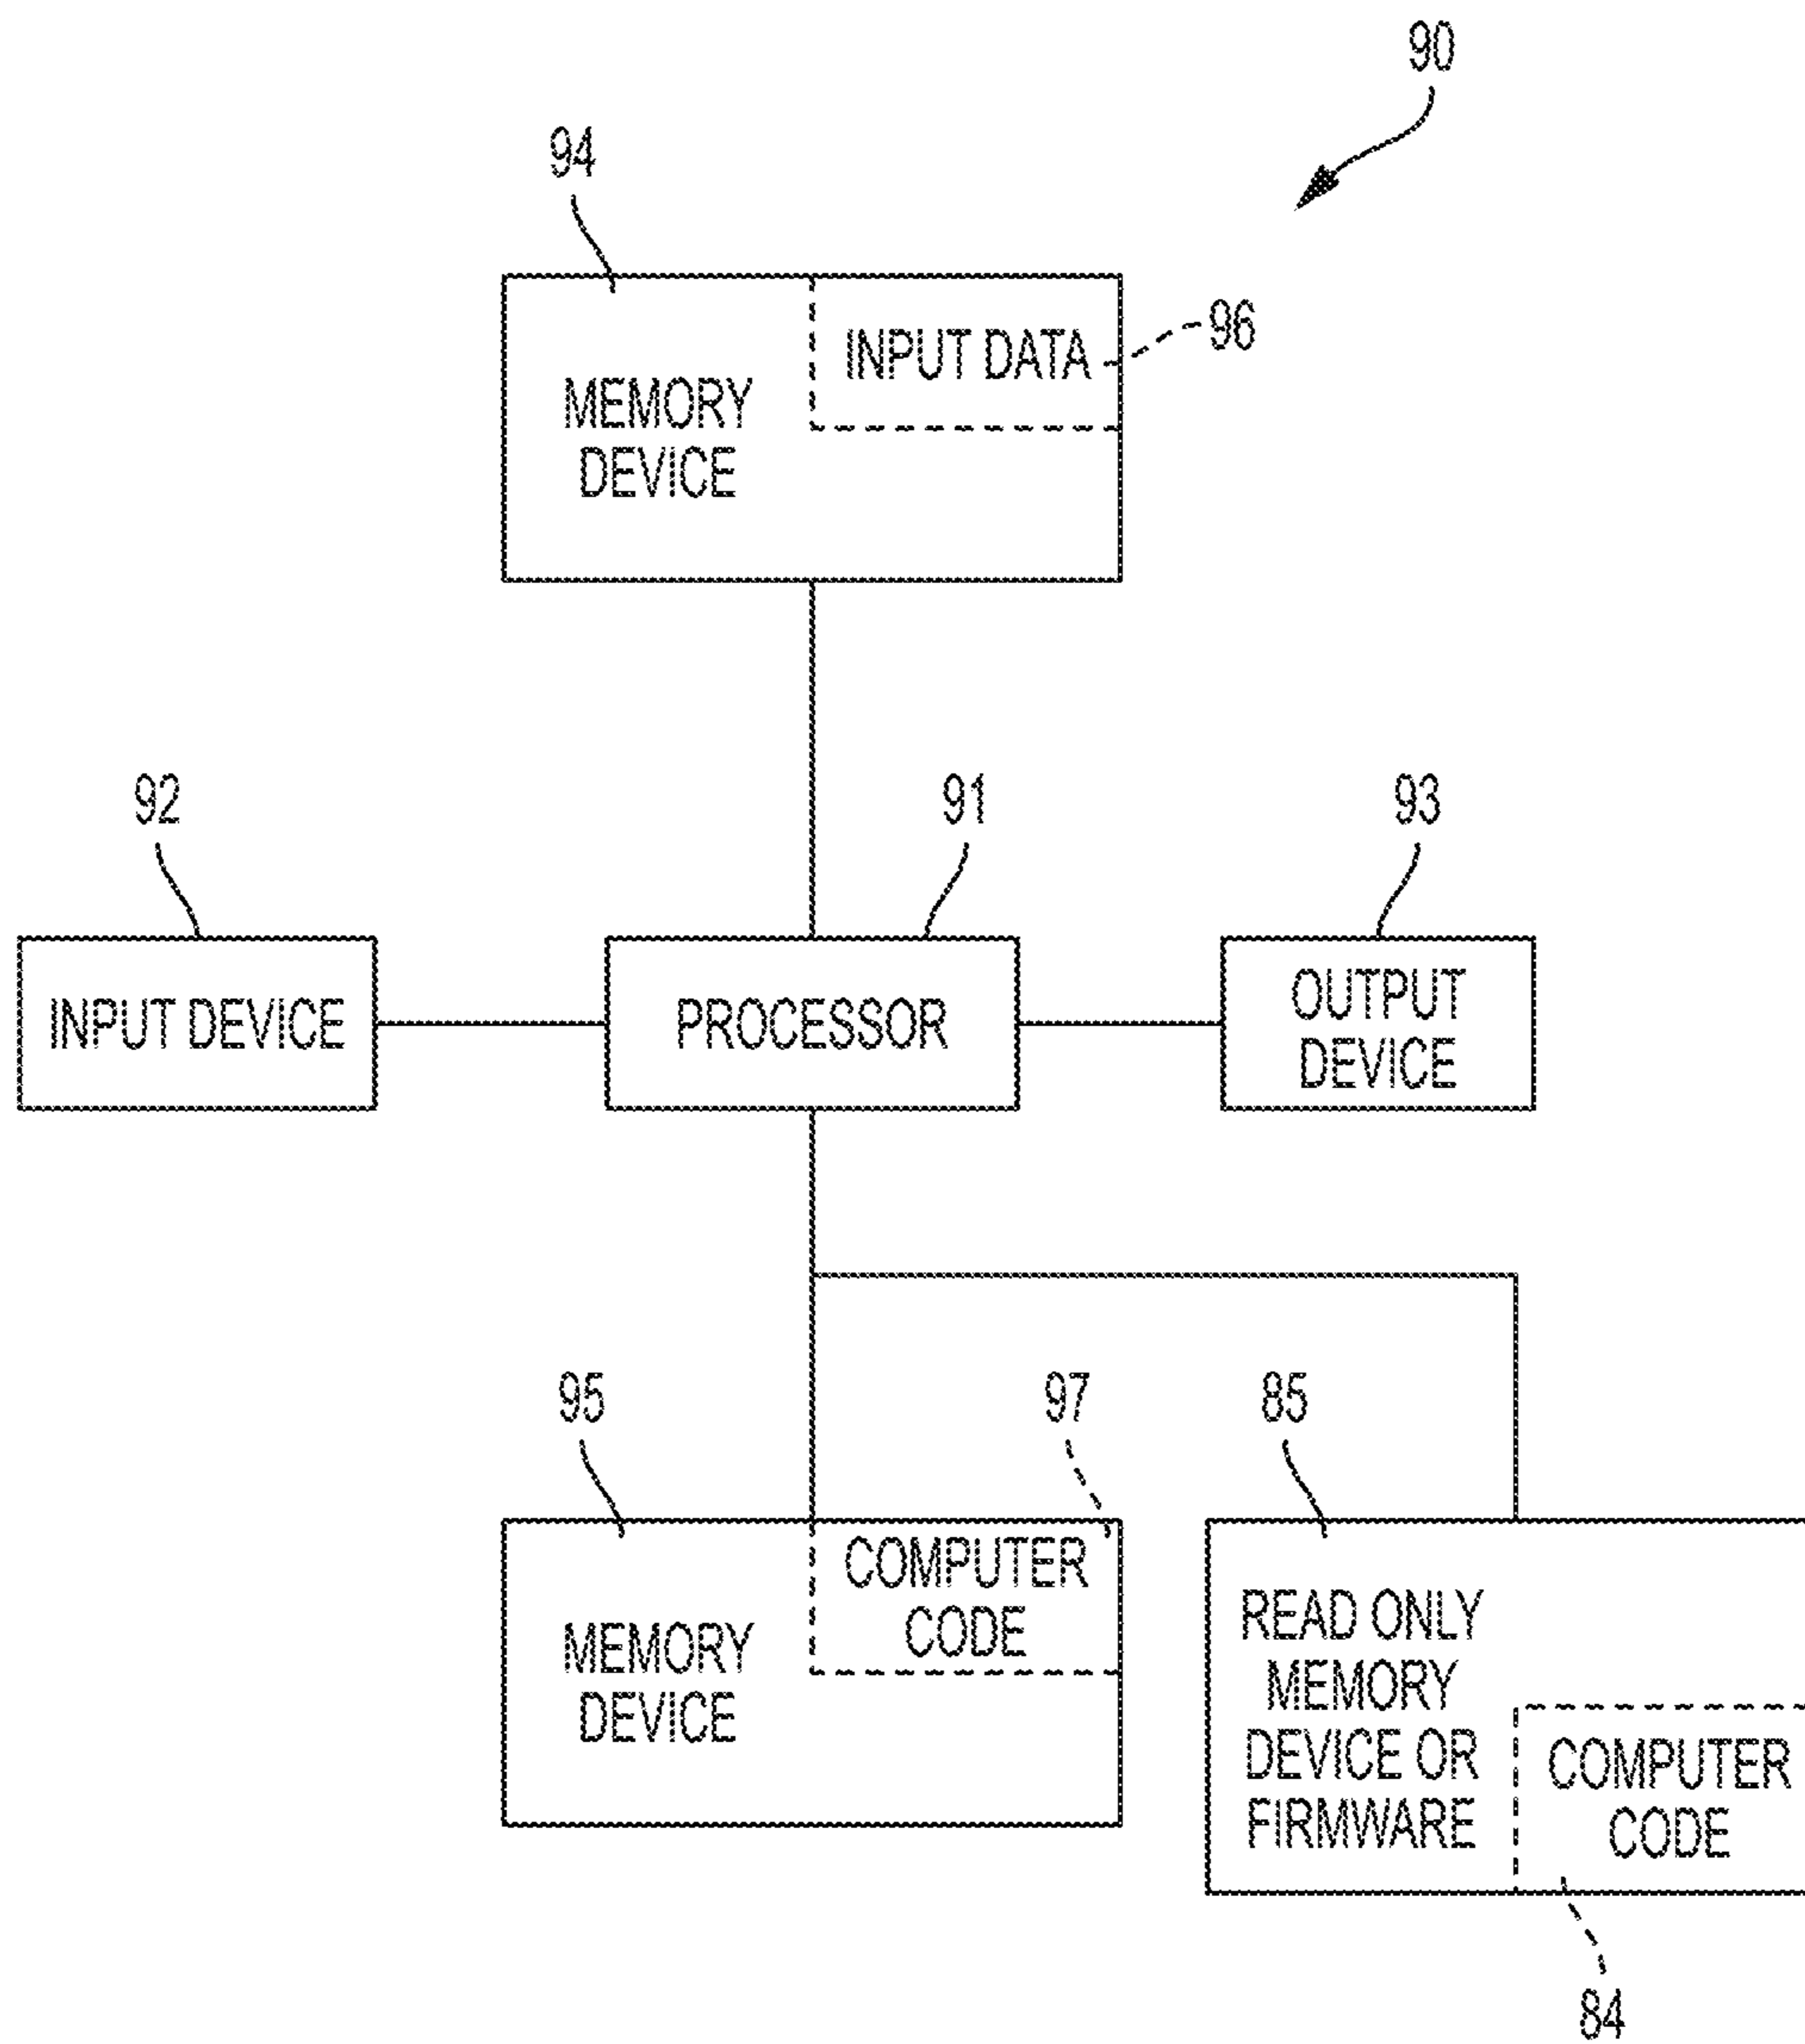 90
94
INPUT DATA
96
MEMORY
DEVICE
92
91
93
INPUT DEVICE
PROCESSOR
OUTPUT
DEVICE
95
97
85
COMPUTER
CODE
MEMORY
DEVICE
READ ONLY
MEMORY
DEVICE OR
FIRMWARE
COMPUTER
CODE
84